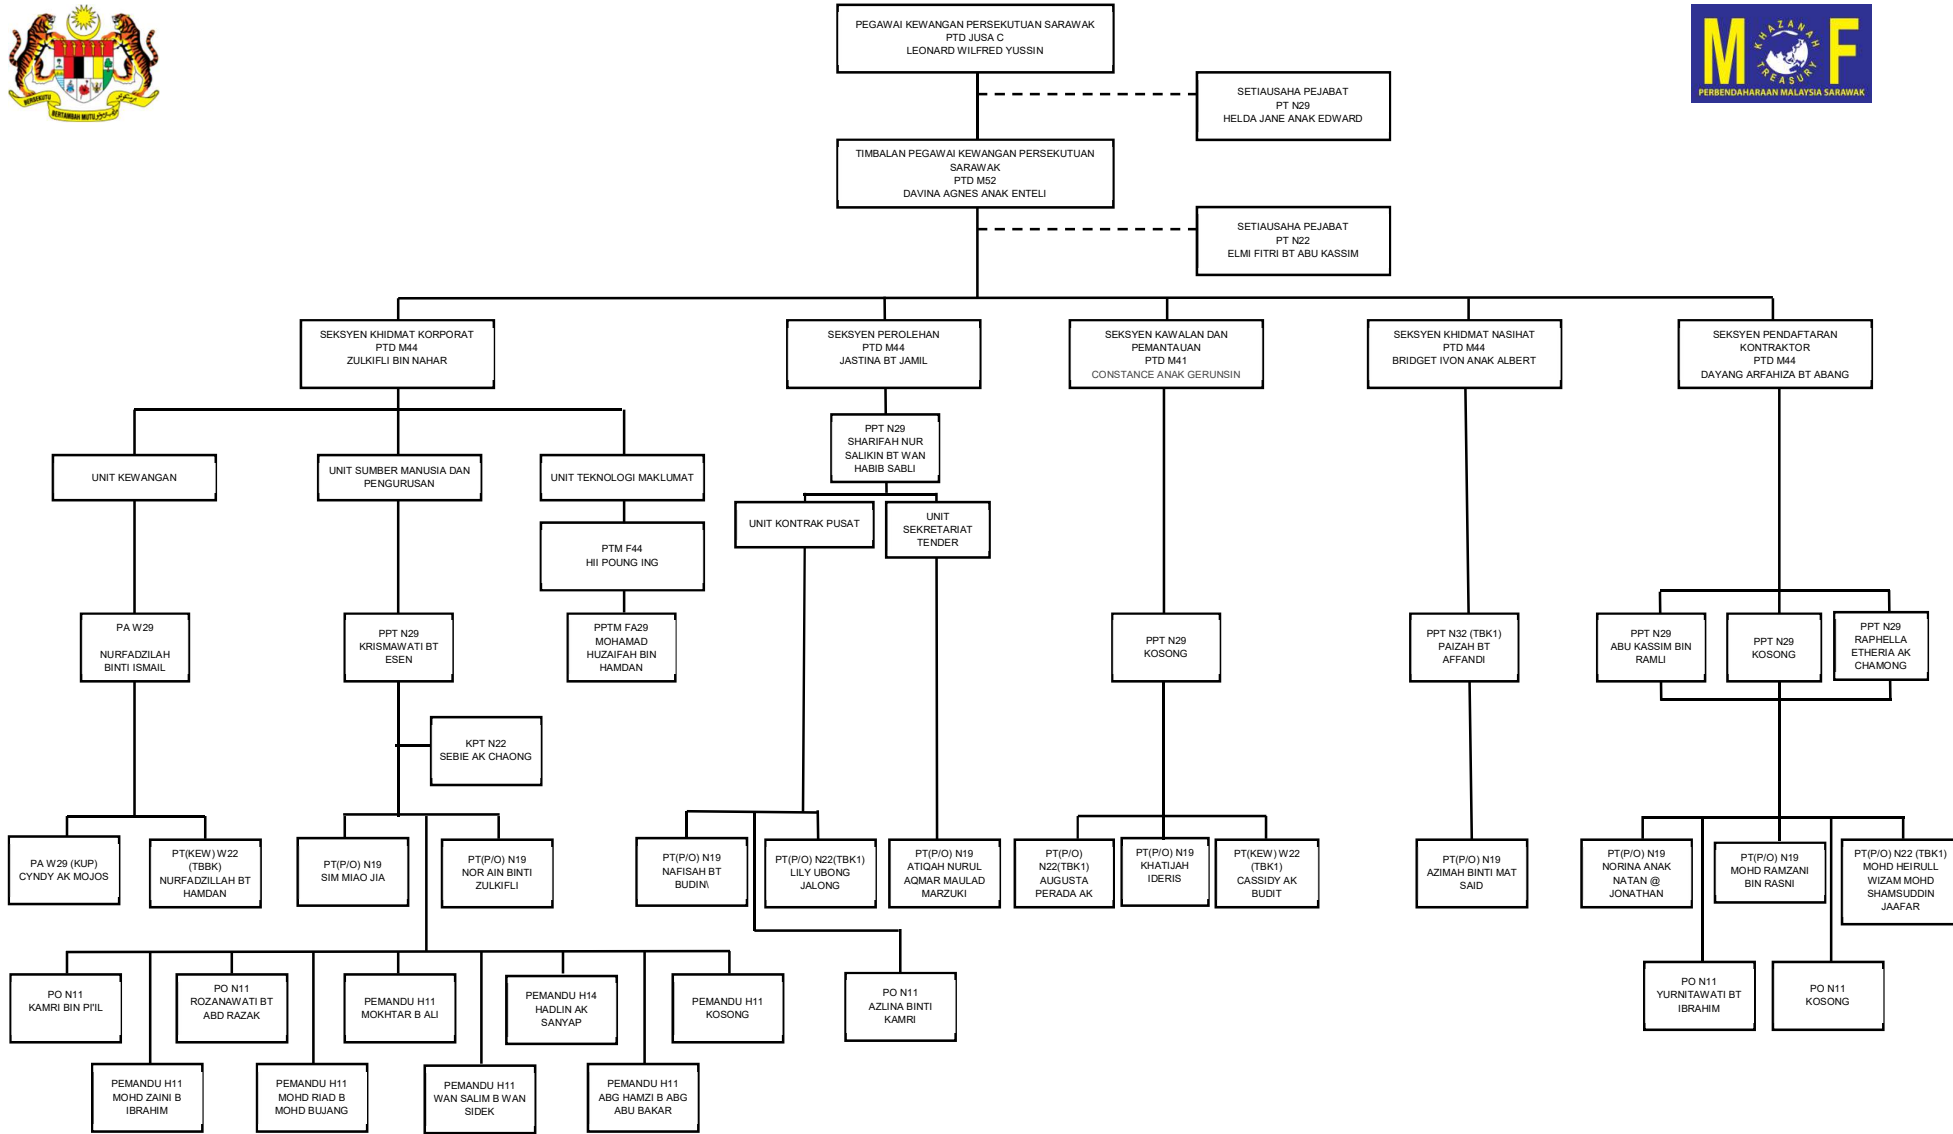 BERSEKUTU
BERTAMBAH MUTU
PEGAWAI KEWANGAN PERSEKUTUAN SARAWAK
PTD JUSA C
LEONARD WILFRED YUSSIN
M F
KHAZANAH
TREASURY
PERBENDAHARAAN MALAYSIA SARAWAK
SETIAUSAHA PEJABAT
PT N29
HELDA JANE ANAK EDWARD
TIMBALAN PEGAWAI KEWANGAN PERSEKUTUAN
SARAWAK
PTD M52
DAVINA AGNES ANAK ENTELI
SETIAUSAHA PEJABAT
PT N22
ELMI FITRI BT ABU KASSIM
SEKSYEN KHIDMAT KORPORAT
PTD M44
ZULKIFLI BIN NAHAR
SEKSYEN PEROLEHAN
PTD M44
JASTINA BT JAMIL
SEKSYEN KAWALAN DAN
PEMANTAUAN
PTD M41
CONSTANCE ANAK GERUNSIN
SEKSYEN KHIDMAT NASIHAT
PTD M44
BRIDGET IVON ANAK ALBERT
SEKSYEN PENDAFTARAN
KONTRAKTOR
PTD M44
DAYANG ARFAHIZA BT ABANG
UNIT KEWANGAN
UNIT SUMBER MANUSIA DAN
PENGURUSAN
UNIT TEKNOLOGI MAKLUMAT
PPT N29
SHARIFAH NUR
SALIKIN BT WAN
HABIB SABLI
UNIT KONTRAK PUSAT
UNIT
SEKRETARIAT
TENDER
PTM F44
HII POUNG ING
PA W29
NURFADZILAH
BINTI ISMAIL
PPT N29
KRISMAWATI BT
ESEN
PPTM FA29
MOHAMAD
HUZAIFAH BIN
HAMDAN
PPT N29
KOSONG
PPT N32 (TBK1)
PAIZAH BT
AFFANDI
PPT N29
ABU KASSIM BIN
RAMLI
PPT N29
KOSONG
PPT N29
RAPHELLA
ETHERIA AK
CHAMONG
KPT N22
SEBIE AK CHAONG
PA W29 (KUP)
CYNDY AK MOJOS
PT(KEW) W22
(TBBK)
NURFADZILLAH BT
HAMDAN
PT(P/O) N19
SIM MIAO JIA
PT(P/O) N19
NOR AIN BINTI
ZULKIFLI
PT(P/O) N19
NAFISAH BT
BUDIN\
PT(P/O) N22(TBK1)
LILY UBONG
JALONG
PT(P/O) N19
ATIQAH NURUL
AQMAR MAULAD
MARZUKI
PT(P/O)
N22(TBK1)
AUGUSTA
PERADA AK
PT(P/O) N19
KHATIJAH
IDERIS
PT(KEW) W22
(TBK1)
CASSIDY AK
BUDIT
PT(P/O) N19
AZIMAH BINTI MAT
SAID
PT(P/O) N19
NORINA ANAK
NATAN @
JONATHAN
PT(P/O) N19
MOHD RAMZANI
BIN RASNI
PT(P/O) N22 (TBK1)
MOHD HEIRULL
WIZAM MOHD
SHAMSUDDIN
JAAFAR
PO N11
KAMRI BIN PI'IL
PO N11
ROZANAWATI BT
ABD RAZAK
PEMANDU H11
MOKHTAR B ALI
PEMANDU H14
HADLIN AK
SANYAP
PEMANDU H11
KOSONG
PO N11
AZLINA BINTI
KAMRI
PO N11
YURNITAWATI BT
IBRAHIM
PO N11
KOSONG
PEMANDU H11
MOHD ZAINI B
IBRAHIM
PEMANDU H11
MOHD RIAD B
MOHD BUJANG
PEMANDU H11
WAN SALIM B WAN
SIDEK
PEMANDU H11
ABG HAMZI B ABG
ABU BAKAR